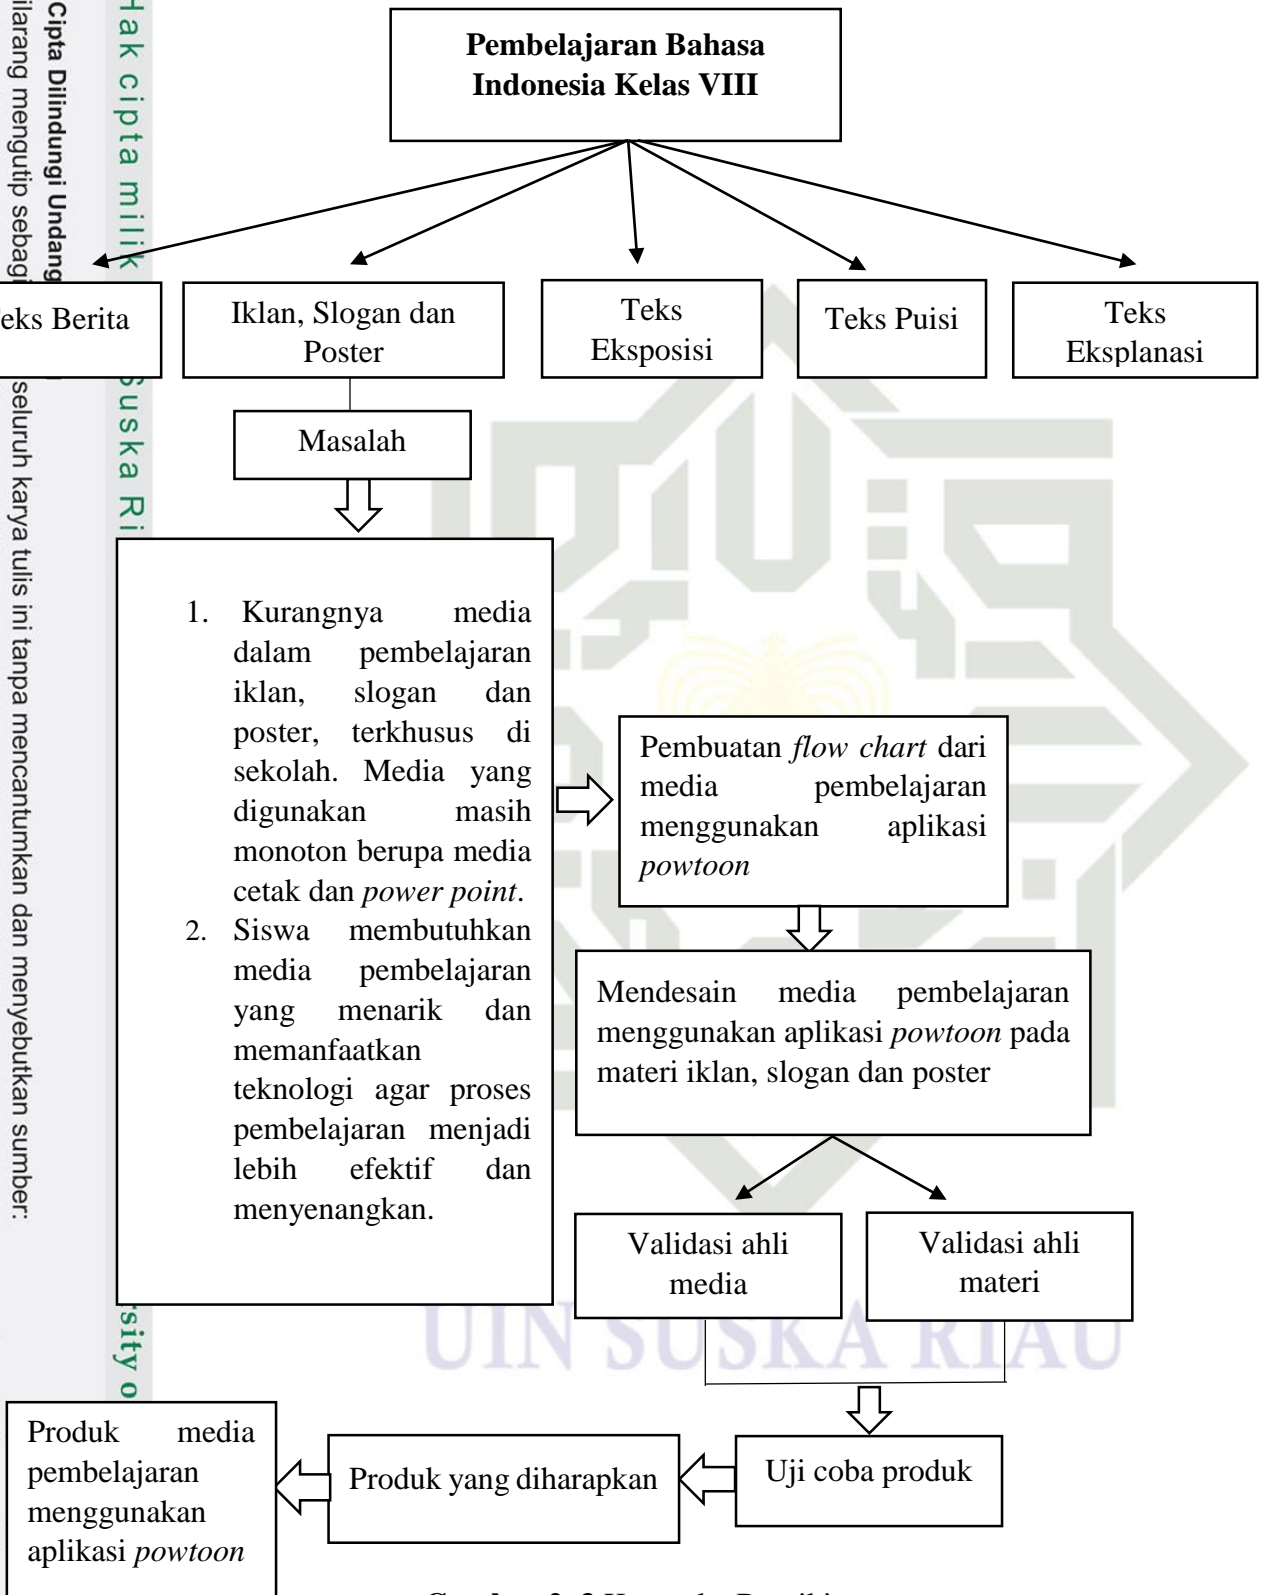 Pembelajaran Bahasa
Indonesia Kelas VIII
Berita
Iklan, Slogan dan
Poster
Teks
Eksposisi
Teks Puisi
Teks
Eksplanasi
Masalah
1. Kurangnya media
dalam pembelajaran
iklan, slogan dan
poster, terkhusus di
sekolah. Media yang
digunakan masih
monoton berupa media
cetak dan power point.
2. Siswa membutuhkan
media pembelajaran
yang menarik dan
memanfaatkan
teknologi agar proses
pembelajaran menjadi
lebih efektif dan
menyenangkan.
Pembuatan flow chart dari
media pembelajaran
menggunakan aplikasi
powtoon
Mendesain media pembelajaran
menggunakan aplikasi powtoon pada
materi iklan, slogan dan poster
Validasi ahli
media
Validasi ahli
materi
Uji coba produk
Produk yang diharapkan
Produk media
pembelajaran
menggunakan
aplikasi powtoon
UIN SUSKA RIAU
Hak cipta milik
Suska
Cipta Dilindungi Undang
mengutip
seluruh karya tulis ini tanpa mencantumkan dan menyebutkan sumber: